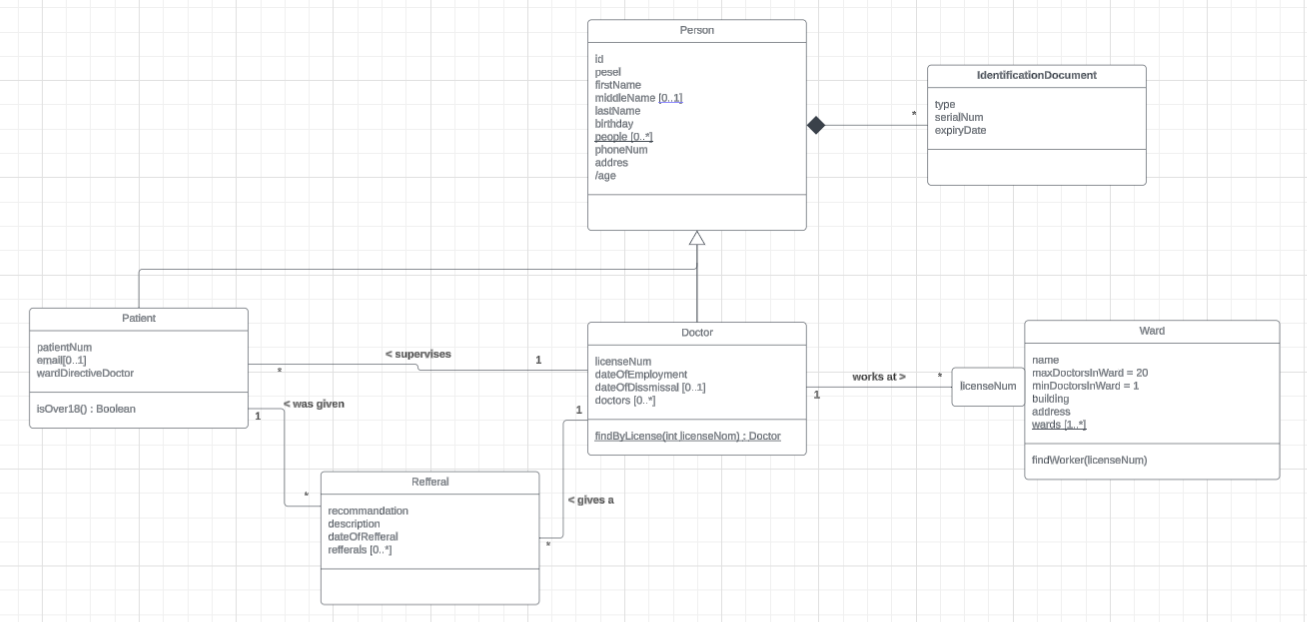 Person
id
pesel
firstName
middleName [0..1]
lastName
birthday
people [0..*]
phoneNum
addres
/age
IdentificationDocument
type
serialNum
expiryDate
*
Patient
patientNum
email[0..1]
wardDirectiveDoctor
isOver18() : Boolean
< supervises
*
1
Doctor
licenseNum
dateOfEmployment
dateOfDissmissal [0..1]
doctors [0..*]
findByLicense(int licenseNom) : Doctor
works at >
1
*
licenseNum
Ward
name
maxDoctorsInWard = 20
minDoctorsInWard = 1
building
address
wards [1..*]
findWorker(licenseNum)
< was given
1
*
Refferal
recommandation
description
dateOfRefferal
refferals [0..*]
1
< gives a
*